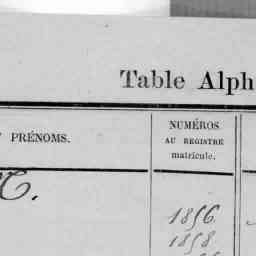 Table Alph
PRÉNOMS.
NUMÉROS
AU REGISTRE
matricule.
1856
1858